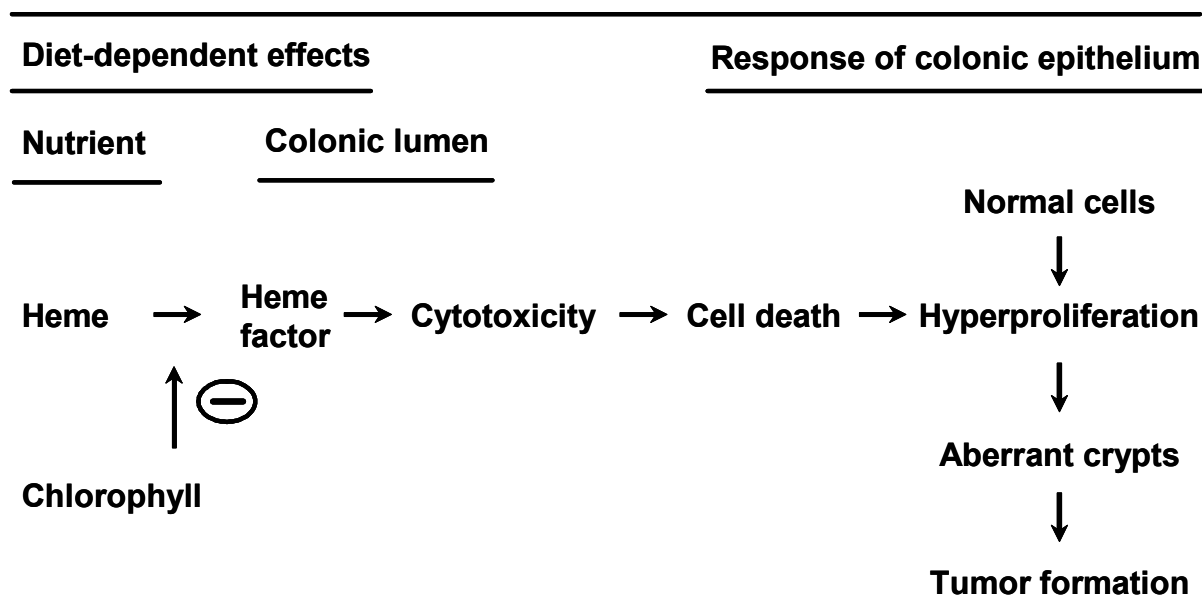 Diet-dependent effects
Response of colonic epithelium
Nutrient
Colonic lumen
Normal cells
Heme
Heme
factor
Cytotoxicity
Cell death
Hyperproliferation
Chlorophyll
Aberrant crypts
Tumor formation